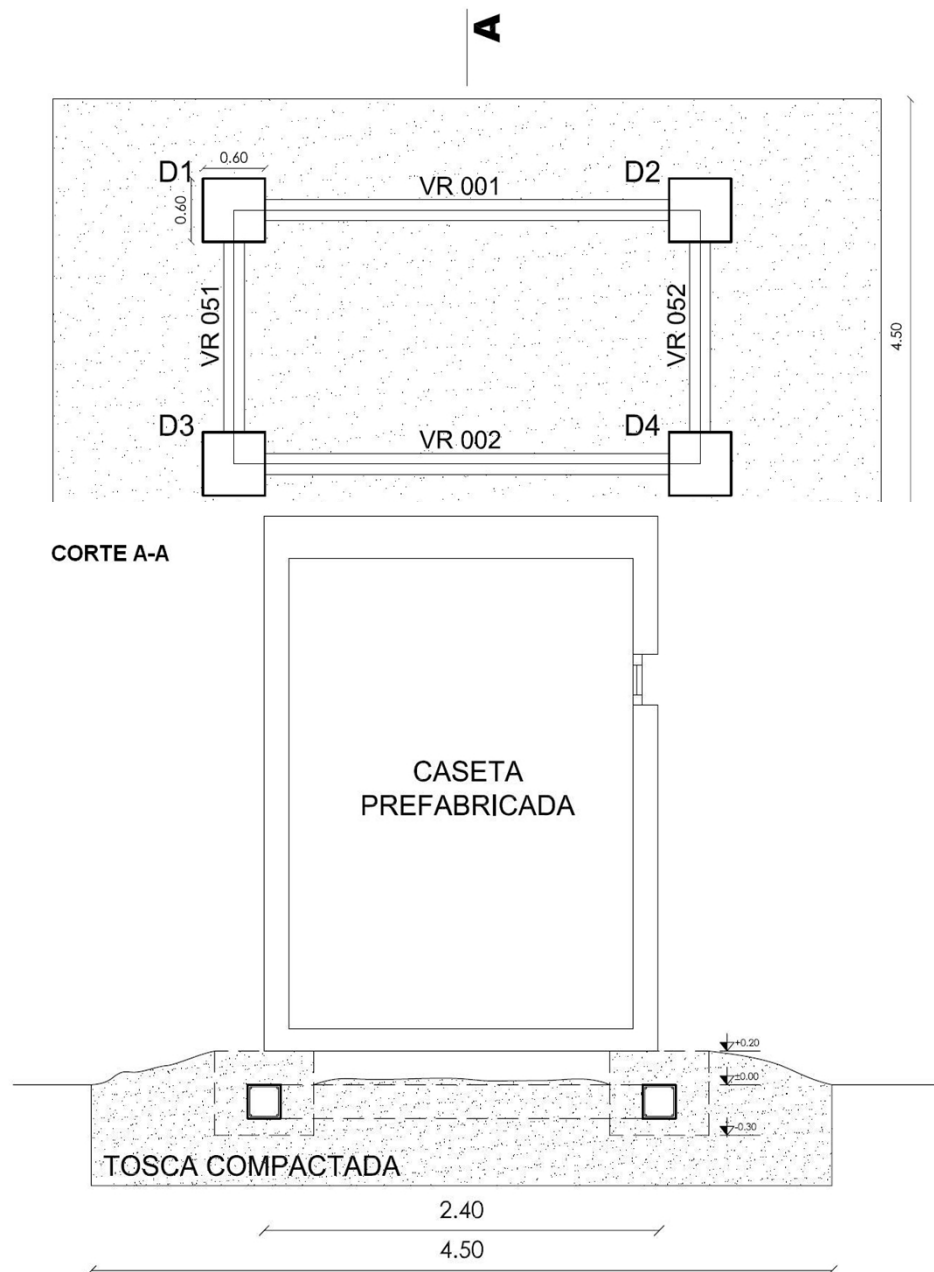 A
D1
0.60
VR 001
D2
0.60
VR 051
VR 052
4.50
D3
VR 002
D4
CORTE A-A
CASETA
PREFABRICADA
+0.20
±0.00
-0.30
TOSCA COMPACTADA
2.40
4.50